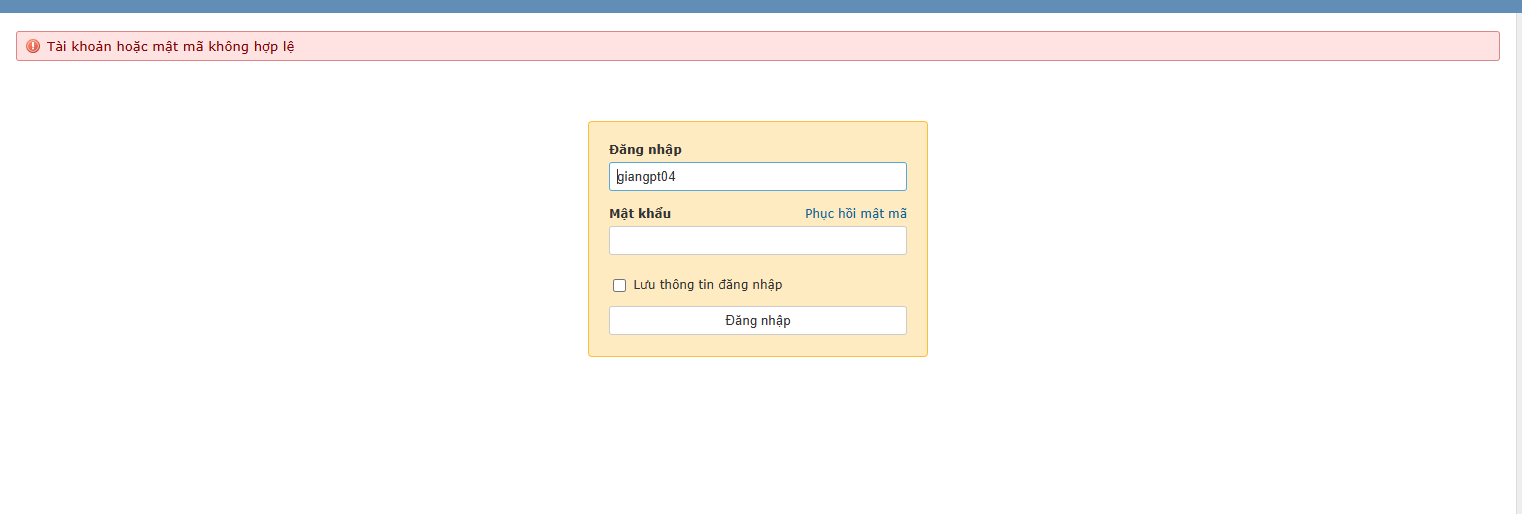 Tài khoản hoặc mật mã không hợp lệ
Đăng nhập
giangpt04
Mật khẩu Phục hồi mật mã
Lưu thông tin đăng nhập
Đăng nhập